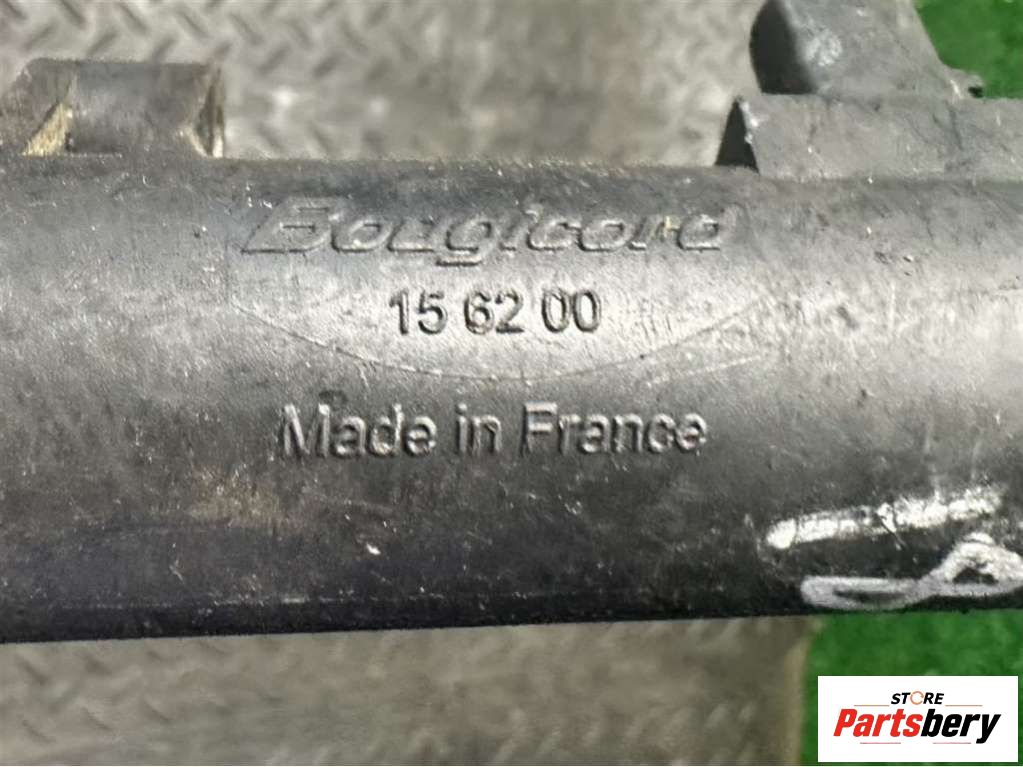 Bougicord
15 62 00
Made in France
STORE
Partsbery